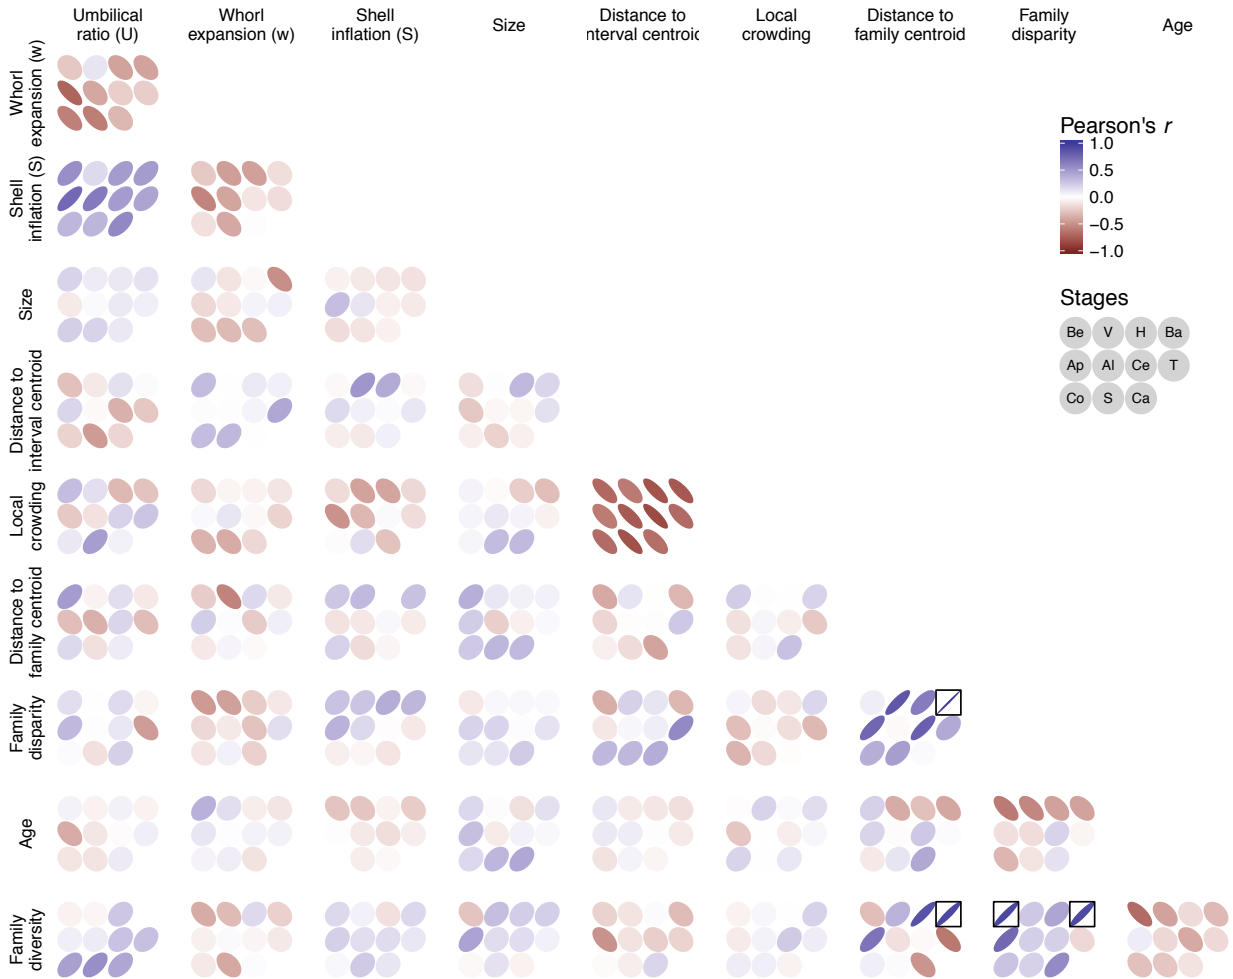 Umbilical
ratio (U)
Whorl
expansion (w)
Shell
inflation (S)
Size
Distance to
interval centroid
Local
crowding
Distance to
family centroid
Family
disparity
Age
Whorl
expansion (w)
Shell
inflation (S)
Size
Distance to
interval centroid
Local
crowding
Distance to
family centroid
Family
disparity
Age
Family
diversity
Pearson's r
1.0
0.5
0.0
−0.5
−1.0
Stages
Be V H Ba
Ap Al Ce T
Co S Ca